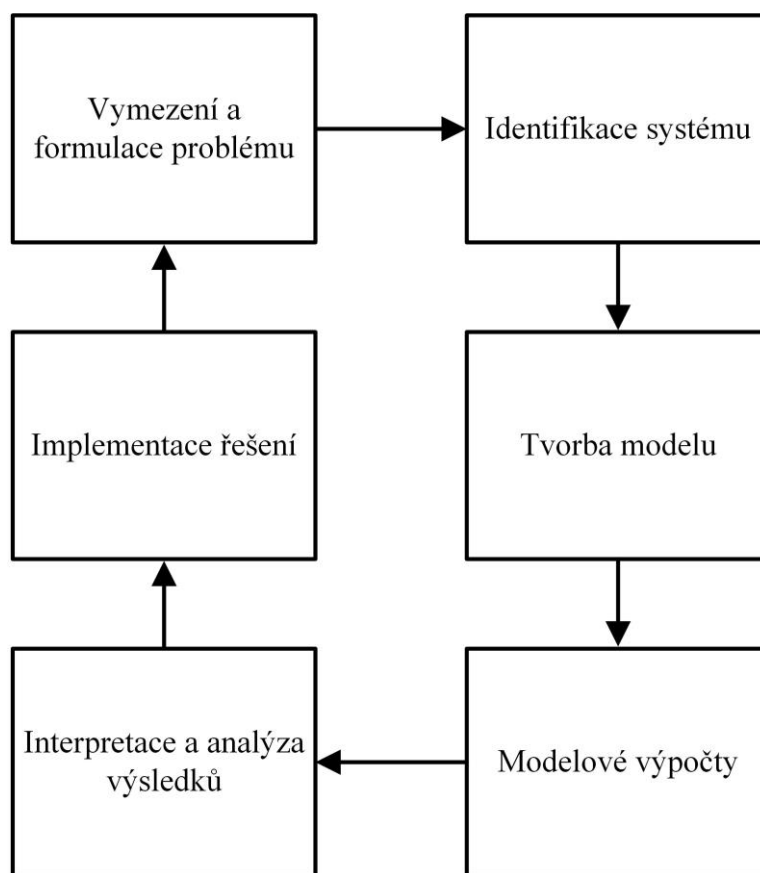 Vymezení a
formulace problému
Identifikace systému
Implementace řešení
Tvorba modelu
Interpretace a analýza
výsledků
Modelové výpočty